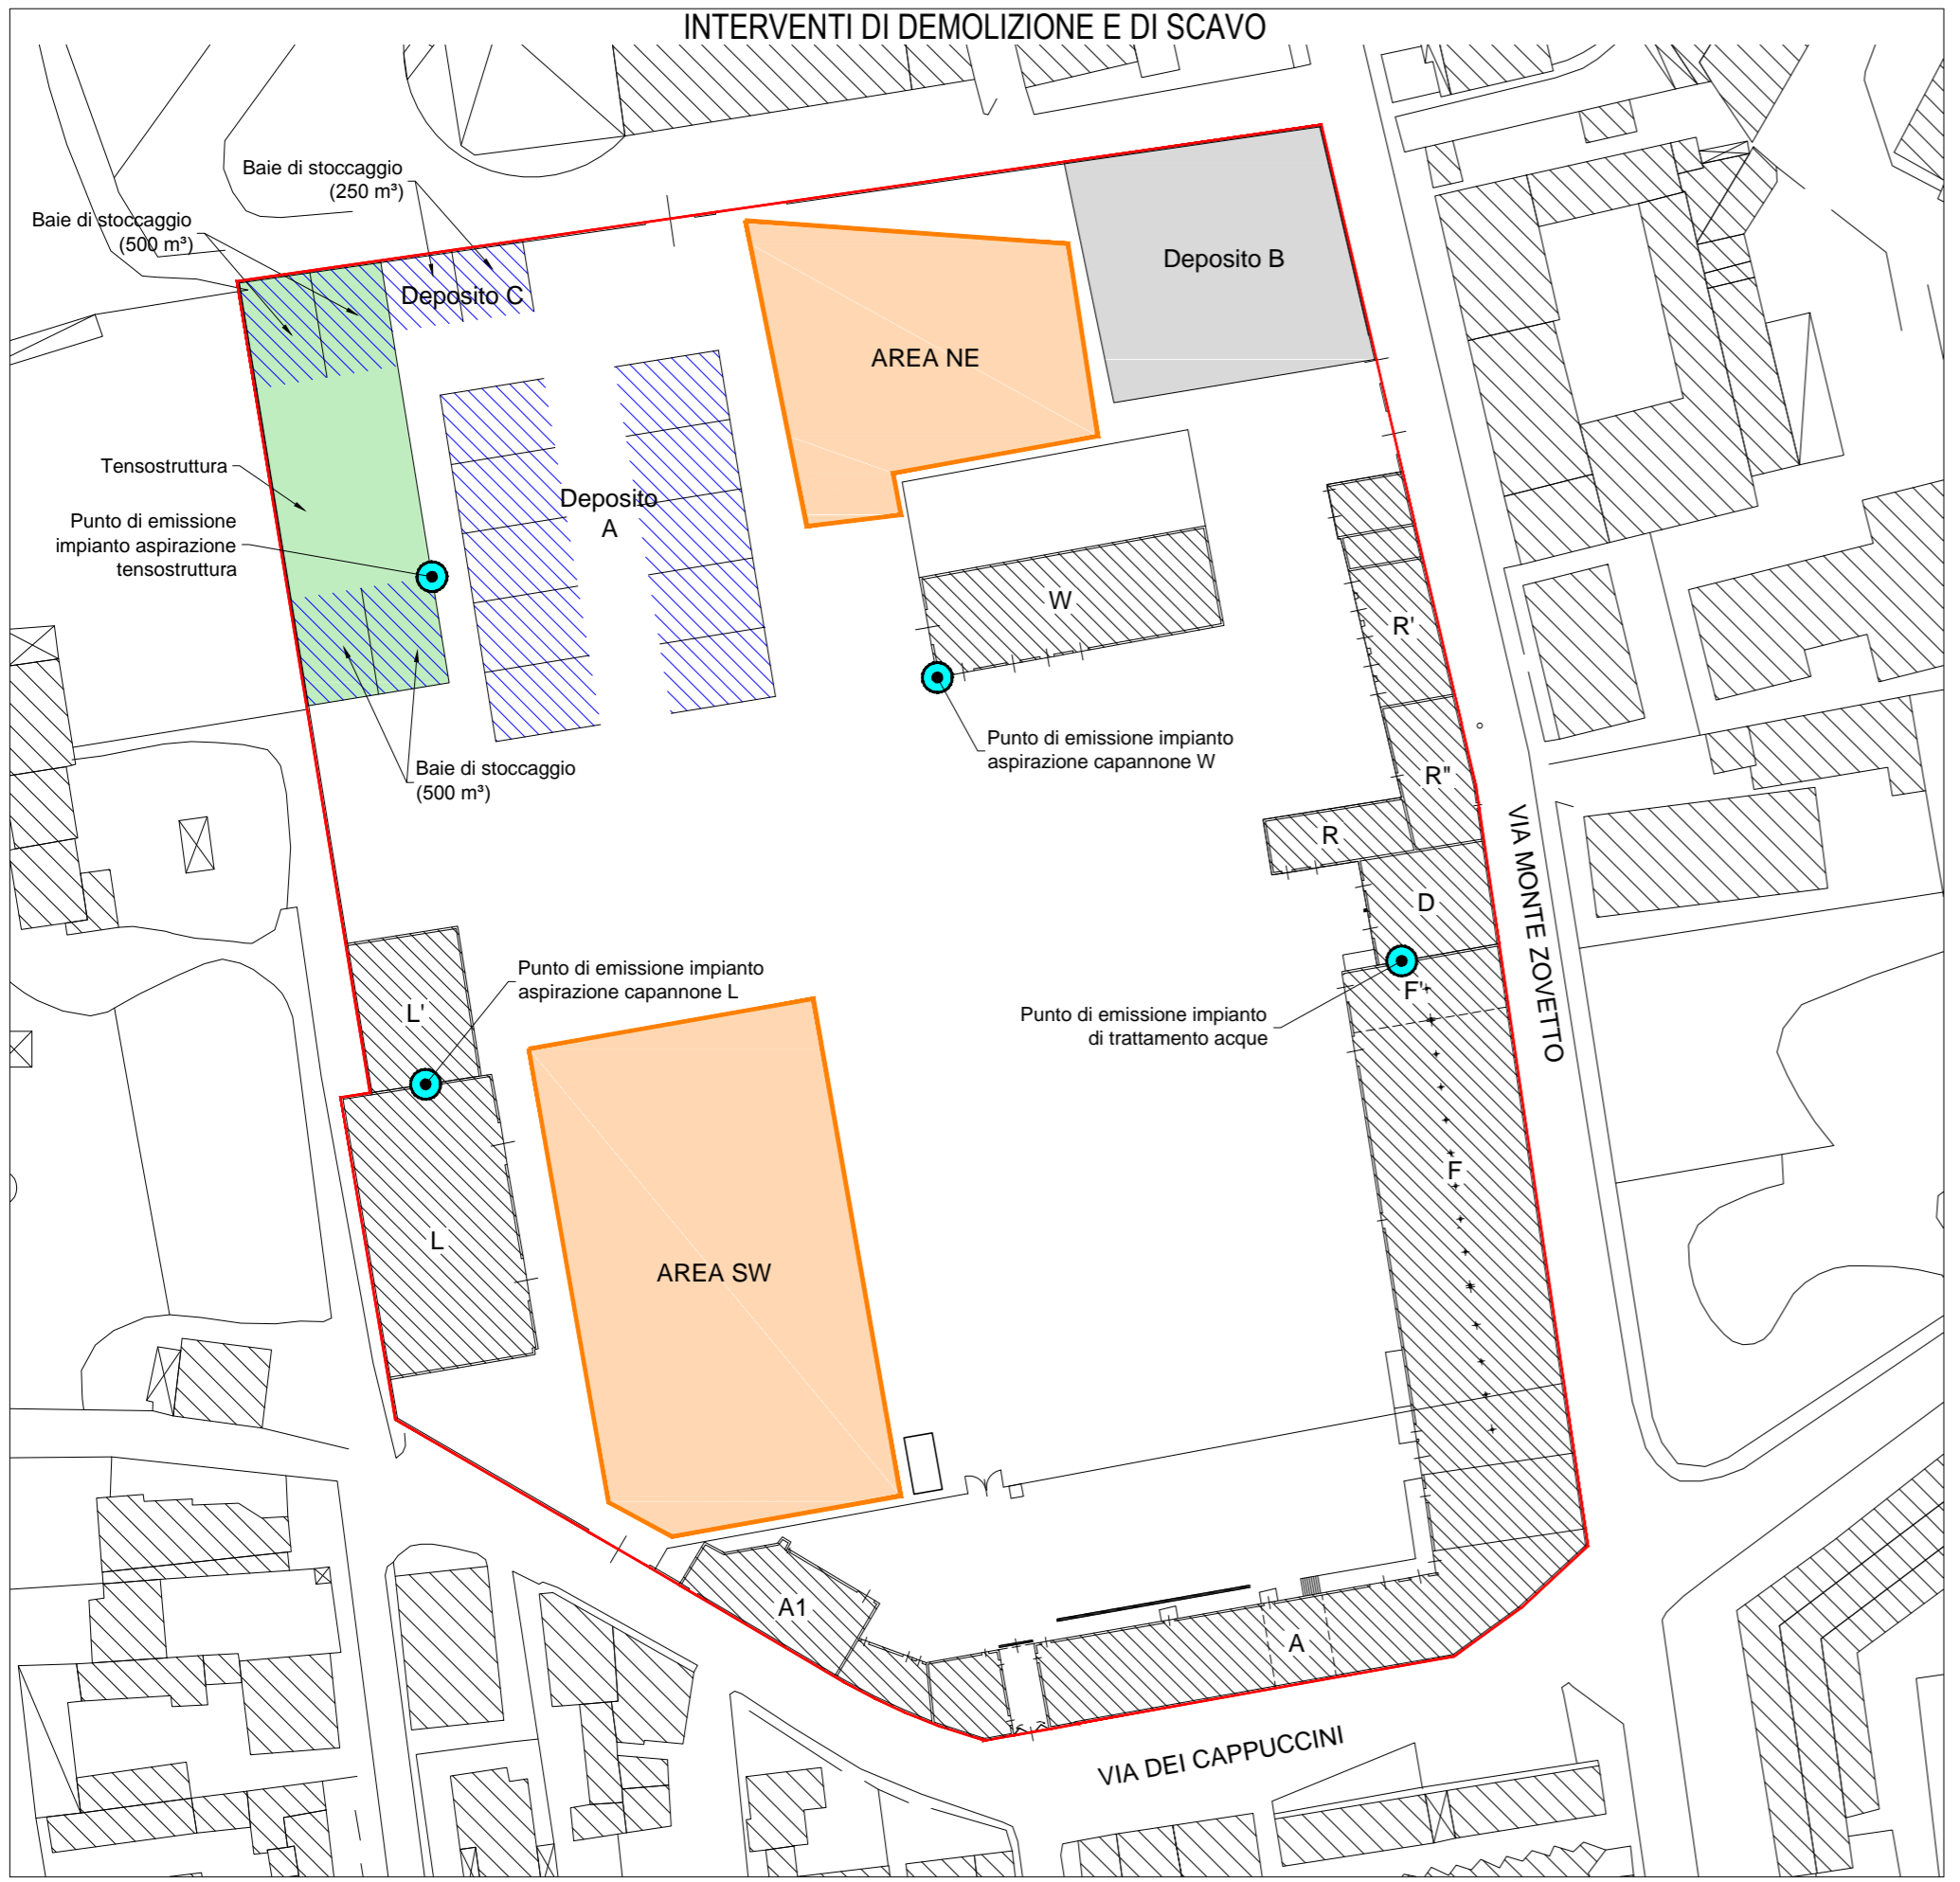 INTERVENTI DI DEMOLIZIONE E DI SCAVO
Baie di stoccaggio
(250 m³)
Baie di stoccaggio
(500 m³)
Deposito B
Deposito C
AREA NE
Tensostruttura
Deposito
A
Punto di emissione
impianto aspirazione
tensostruttura
W
R'
Punto di emissione impianto
aspirazione capannone W
Baie di stoccaggio
(500 m³)
R"
R
VIA MONTE ZOVETTO
D
Punto di emissione impianto
aspirazione capannone L
L'
F'
Punto di emissione impianto
di trattamento acque
F
L
AREA SW
A1
A
VIA DEI CAPPUCCINI